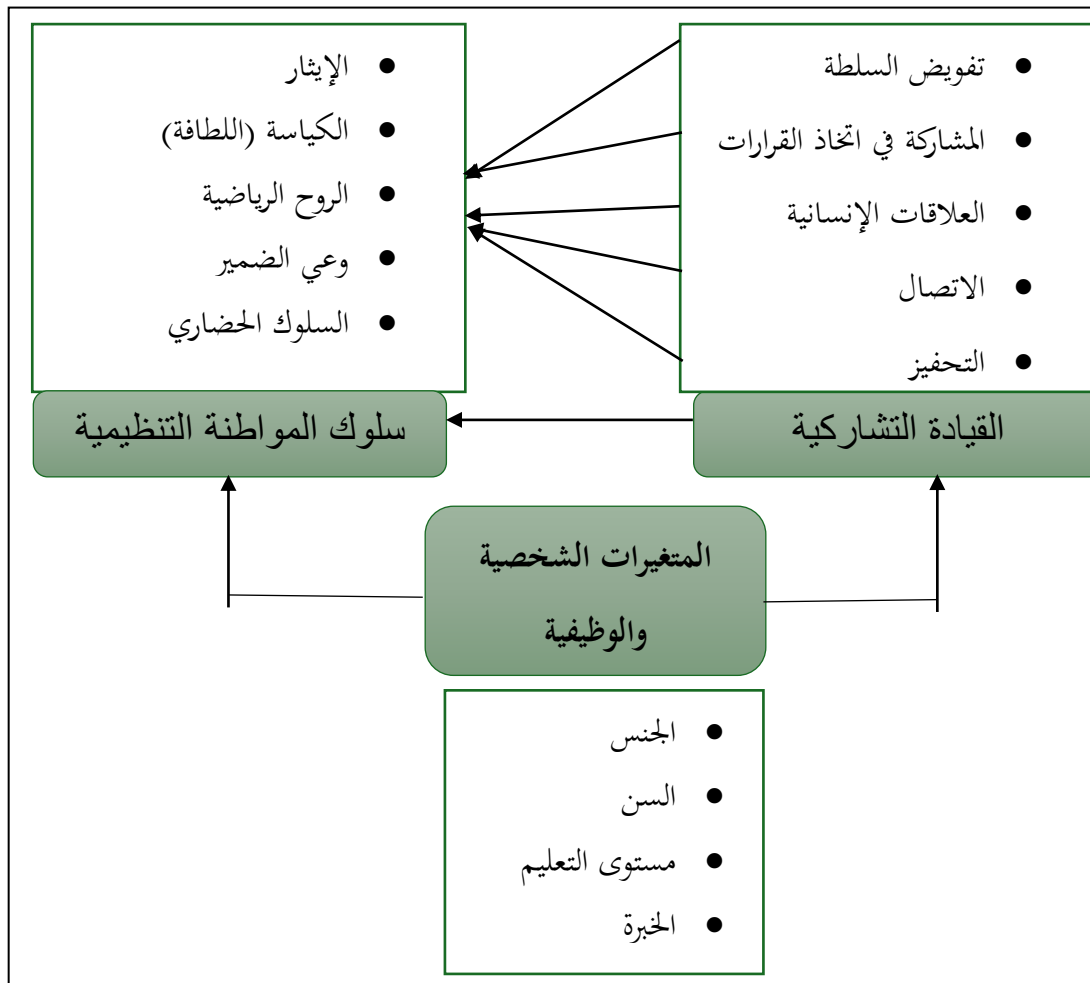 تفويض السلطة
المشاركة في اتخاذ القرارات
العلاقات الإنسانية
الاتصال
التحفيز
القيادة التشاركية
الإيثار
الكياسة (اللطافة)
الروح الرياضية
وعي الضمير
السلوك الحضاري
سلوك المواطنة التنظيمية
المتغيرات الشخصية
والوظيفية
الجنس
السن
مستوى التعليم
الخبرة